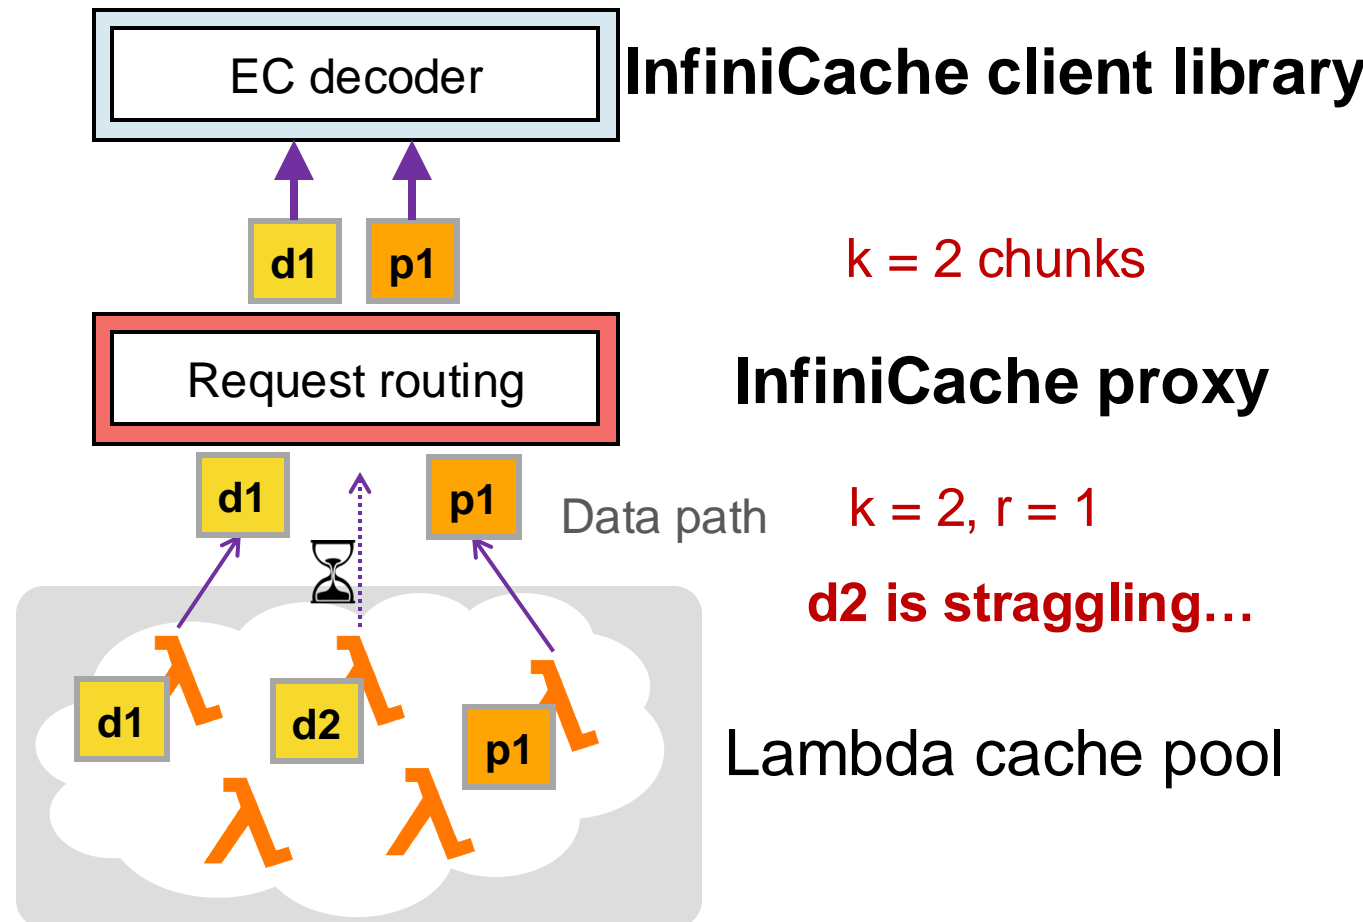 EC decoder
InfiniCache client library
d1
p1
k = 2 chunks
Request routing
InfiniCache proxy
d1
p1
Data path
k = 2, r = 1
d2 is straggling…
λ
λ
λ
d1
d2
p1
Lambda cache pool
λ
λ